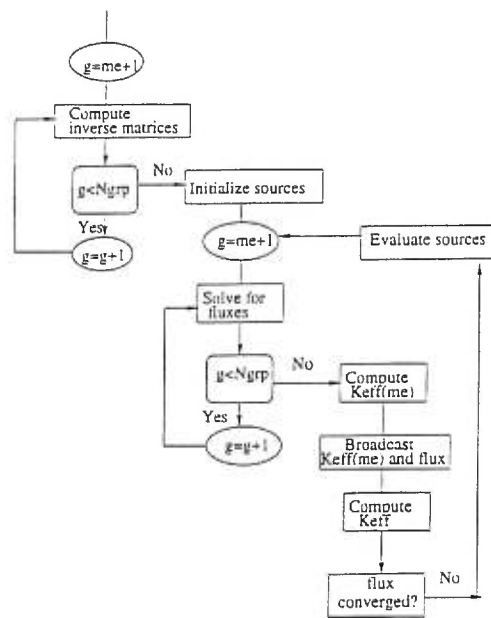 g=me+1
Compute
inverse matrices
g<Ngrp
No
Initialize sources
Yes
g=g+1
g=me+1
Evaluate sources
Solve for
fluxes
g<Ngrp
No
Compute
Keff(me)
Yes
g=g+1
Broadcast
Keff(me) and flux
Compute
Keff
flux
converged?
No